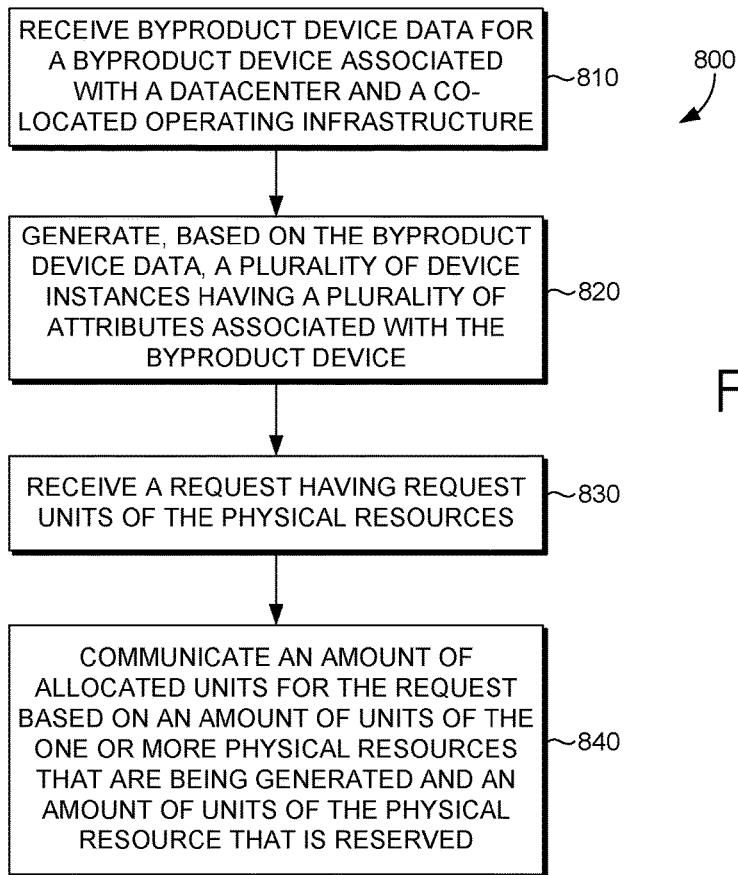 RECEIVE BYPRODUCT DEVICE DATA FOR
A BYPRODUCT DEVICE ASSOCIATED
WITH A DATACENTER AND A CO-
LOCATED OPERATING INFRASTRUCTURE
810
800
GENERATE, BASED ON THE BYPRODUCT
DEVICE DATA, A PLURALITY OF DEVICE
INSTANCES HAVING A PLURALITY OF
ATTRIBUTES ASSOCIATED WITH THE
BYPRODUCT DEVICE
820
F
RECEIVE A REQUEST HAVING REQUEST
UNITS OF THE PHYSICAL RESOURCES
830
COMMUNICATE AN AMOUNT OF
ALLOCATED UNITS FOR THE REQUEST
BASED ON AN AMOUNT OF UNITS OF THE
ONE OR MORE PHYSICAL RESOURCES
THAT ARE BEING GENERATED AND AN
AMOUNT OF UNITS OF THE PHYSICAL
RESOURCE THAT IS RESERVED
840